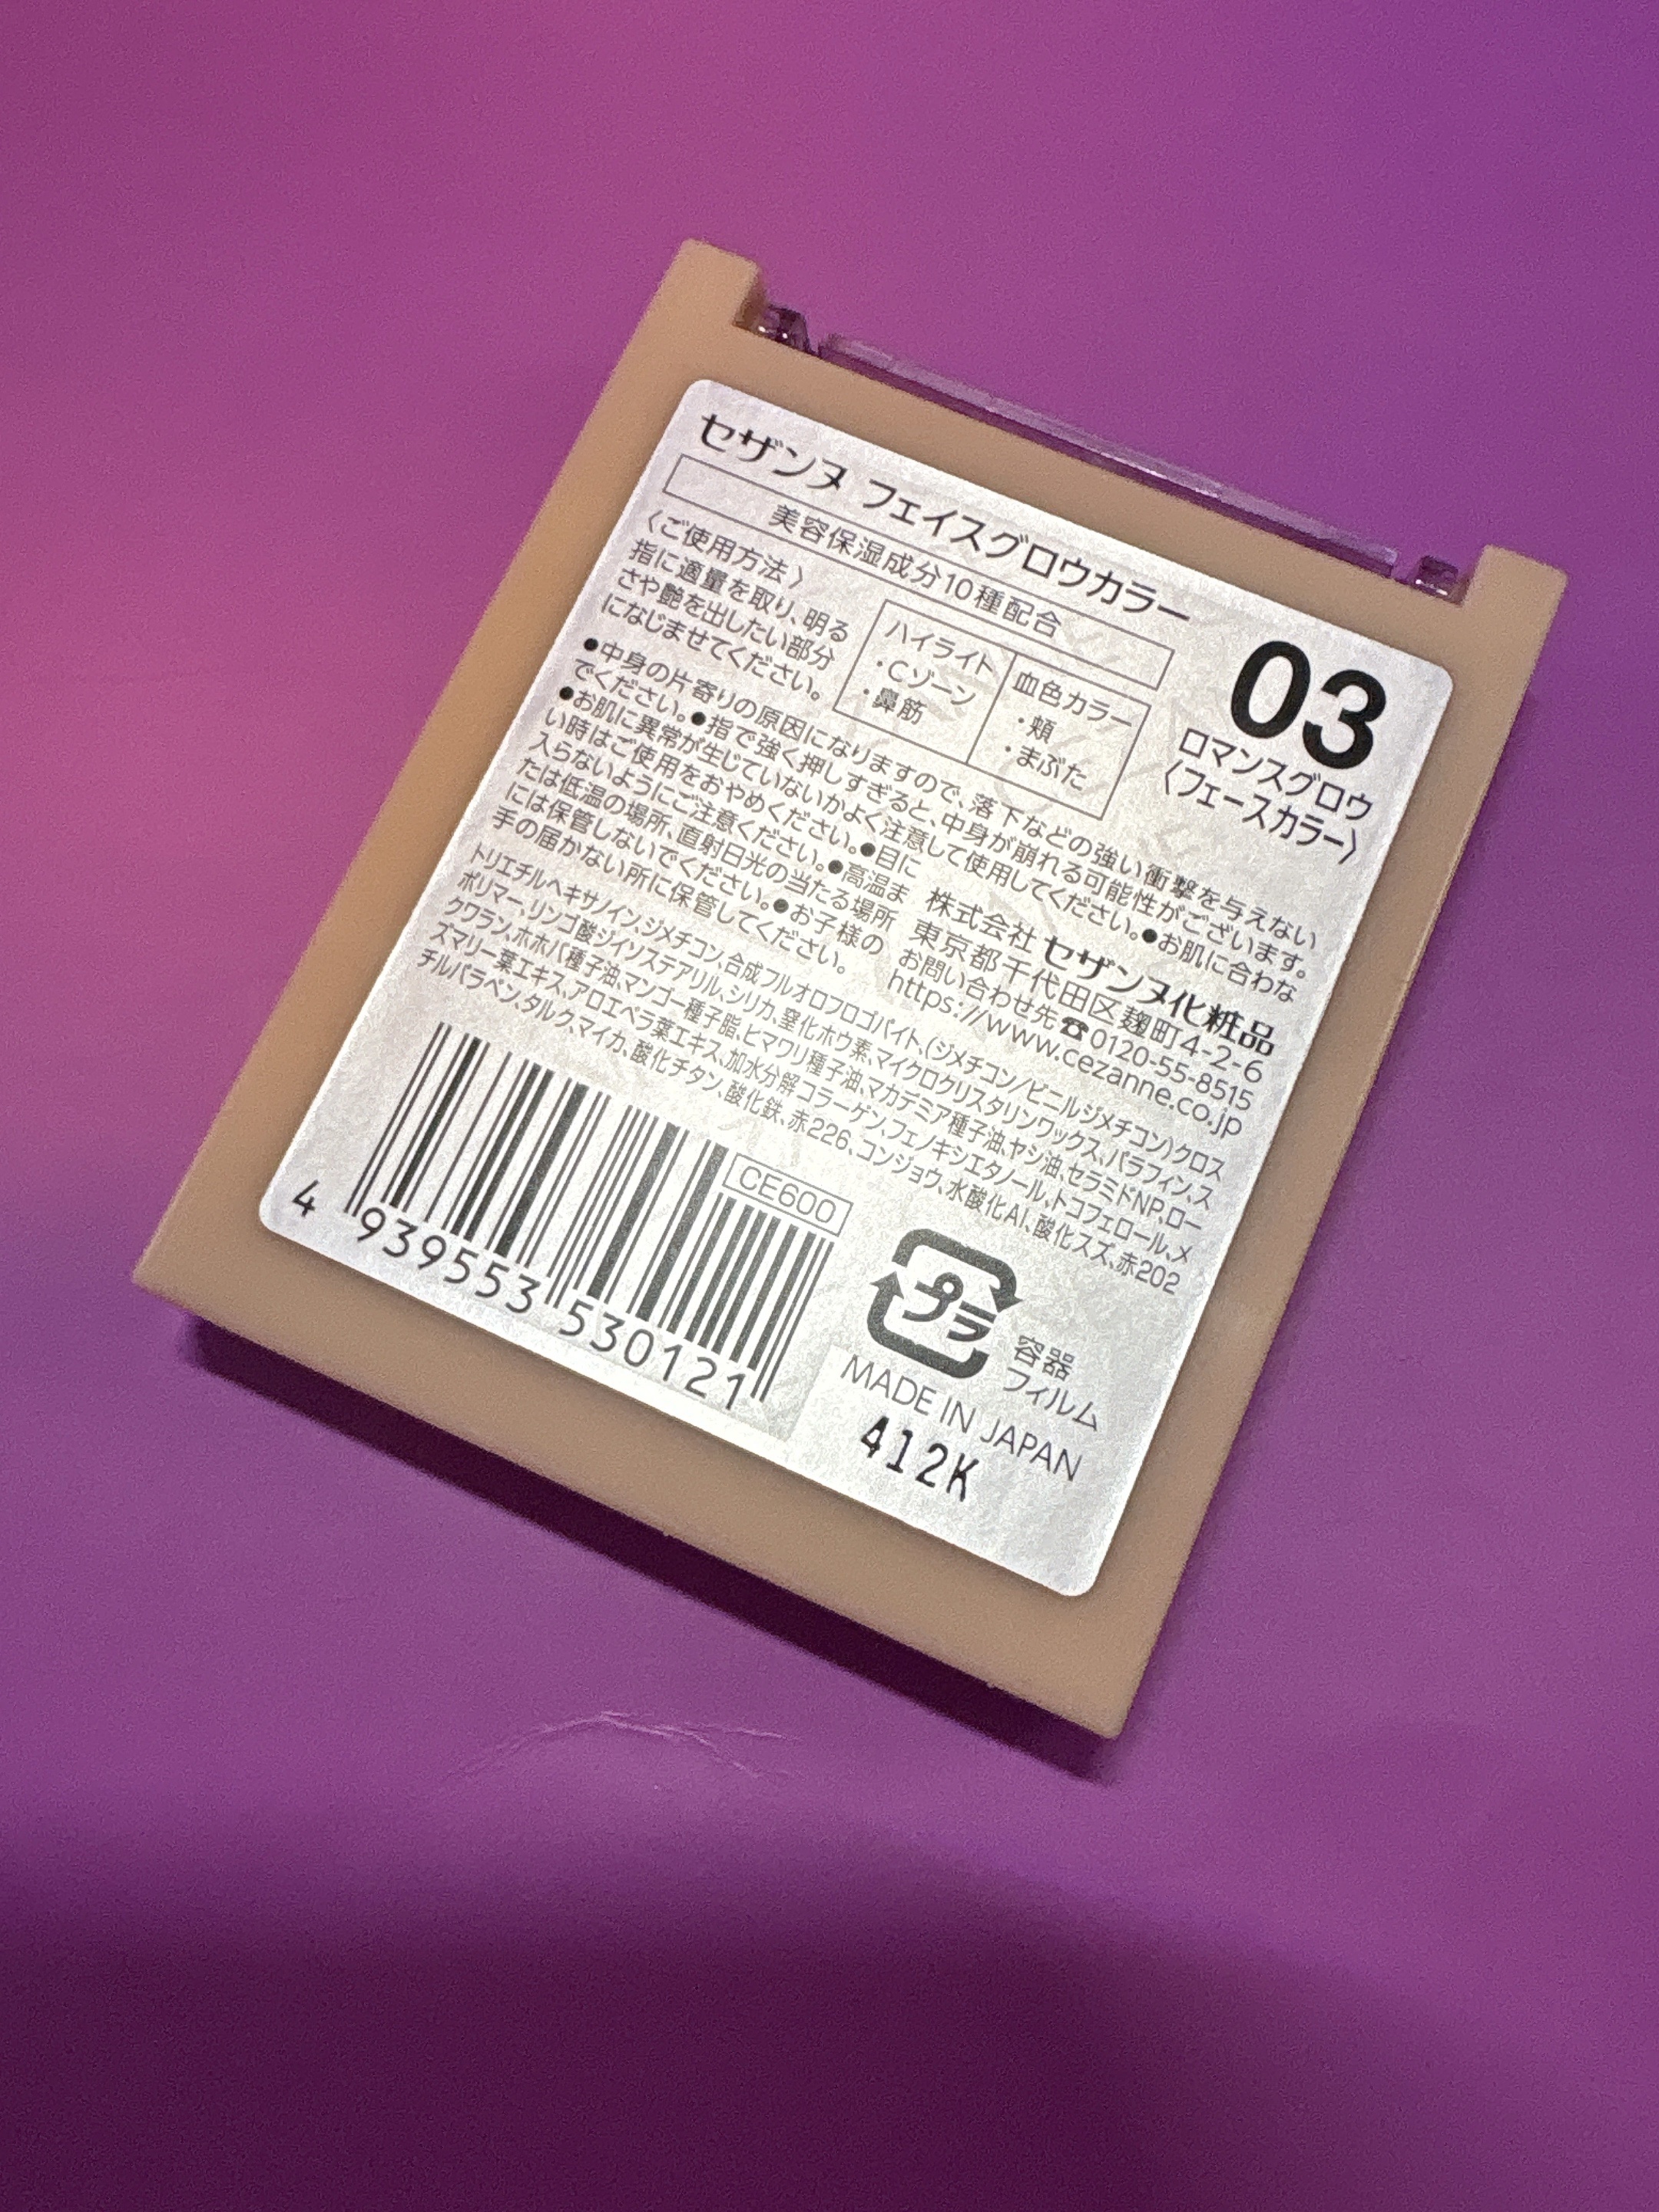 セザンヌ フェイスグロウカラー
美容保湿成分10種配合
03
ロマンスグロウ
〈フェースカラー〉
〈ご使用方法〉
指に適量を取り、明る
さや艶を出したい部分
になじませてください。
ハイライト
・Cゾーン
・鼻筋
血色カラー
・頬
・まぶた
●中身の片寄りの原因になりますので、落下などの強い衝撃を与えない
でください。●指で強く押しすぎると、中身が崩れる可能性がございます。
●お肌に異常が生じていないかよく注意して使用してください。●お肌に合わな
い時はご使用をおやめください。●目に
入らないようにご注意ください。●高温ま
たは低温の場所、直射日光の当たる場所
には保管しないでください。●お子様の
手の届かない所に保管してください。
株式会社 セザンヌ化粧品
東京都千代田区麹町4-2-6
お問い合わせ先☎0120-55-8515
https://www.cezanne.co.jp
トリエチルヘキサノイン、ジメチコン、合成フルオロフロゴパイト、(ジメチコン/ビニルジメチコン)クロス
ポリマー、リンゴ酸ジイソステアリル、シリカ、窒化ホウ素、マイクロクリスタリンワックス、パラフィン、ス
クワラン、ホホバ種子油、マンゴー種子脂、ヒマワリ種子油、マカデミア種子油、ヤシ油、セラミドNP、ロー
ズマリー葉エキス、アロエベラ葉エキス、加水分解コラーゲン、フェノキシエタノール、トコフェロール、メ
チルパラベン、タルク、マイカ、酸化チタン、酸化鉄、赤226、コンジョウ、水酸化Al、酸化スズ、赤202
CE600
4 939553 530121
プラ
容器
フィルム
MADE IN JAPAN
412K